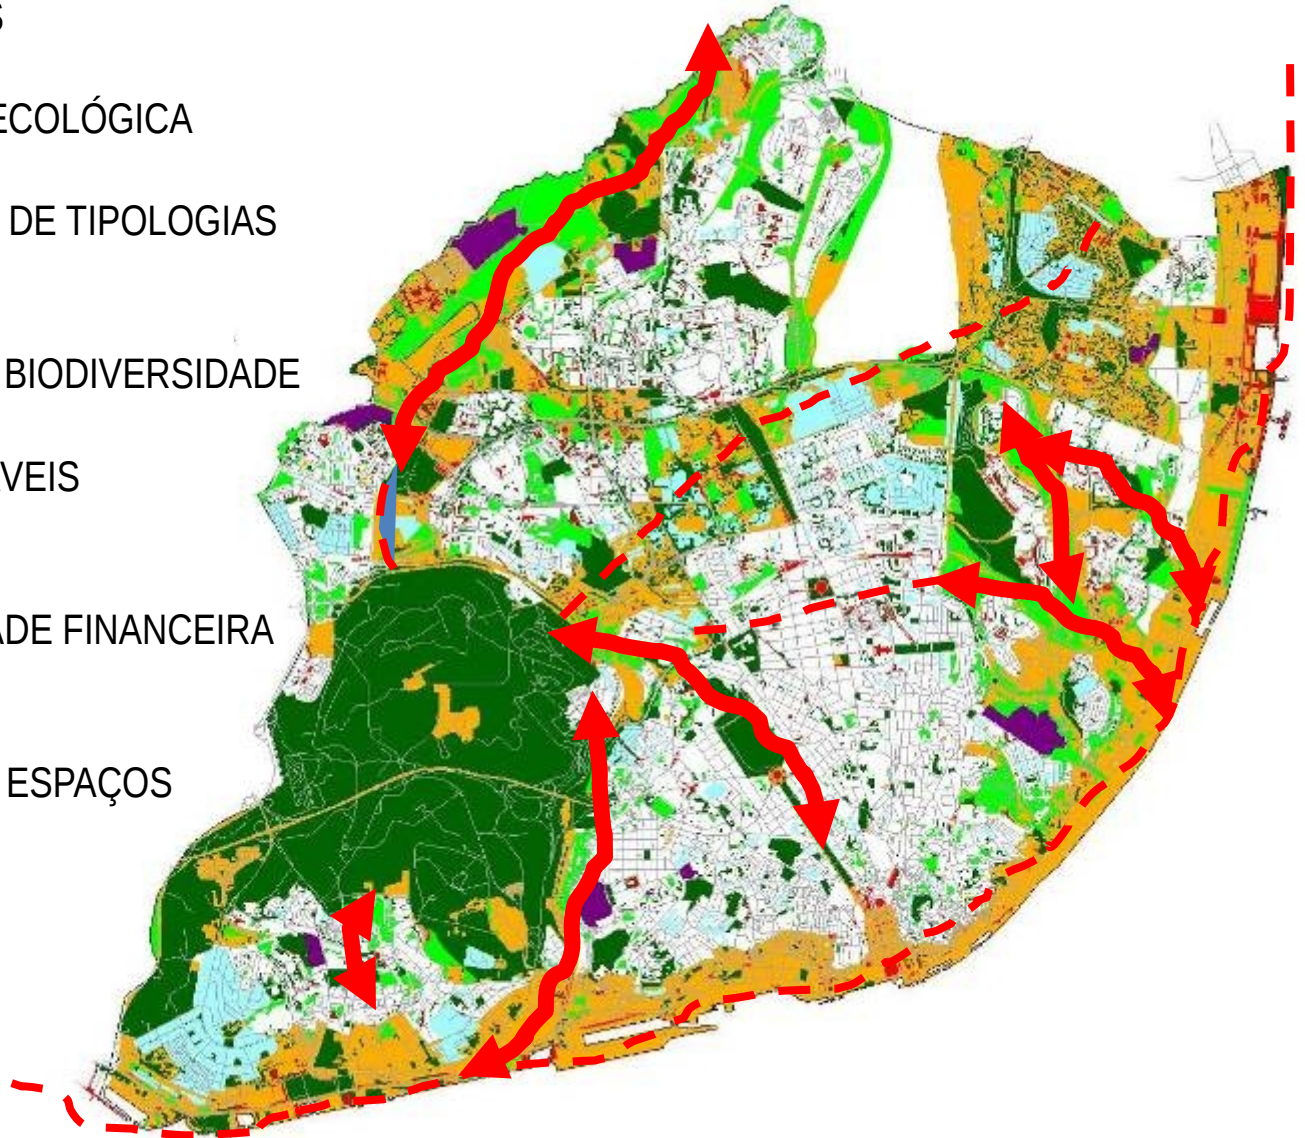 S
ECOLÓGICA
DE TIPOLOGIAS
BIODIVERSIDADE
VEIS
ADE FINANCEIRA
ESPAÇOS